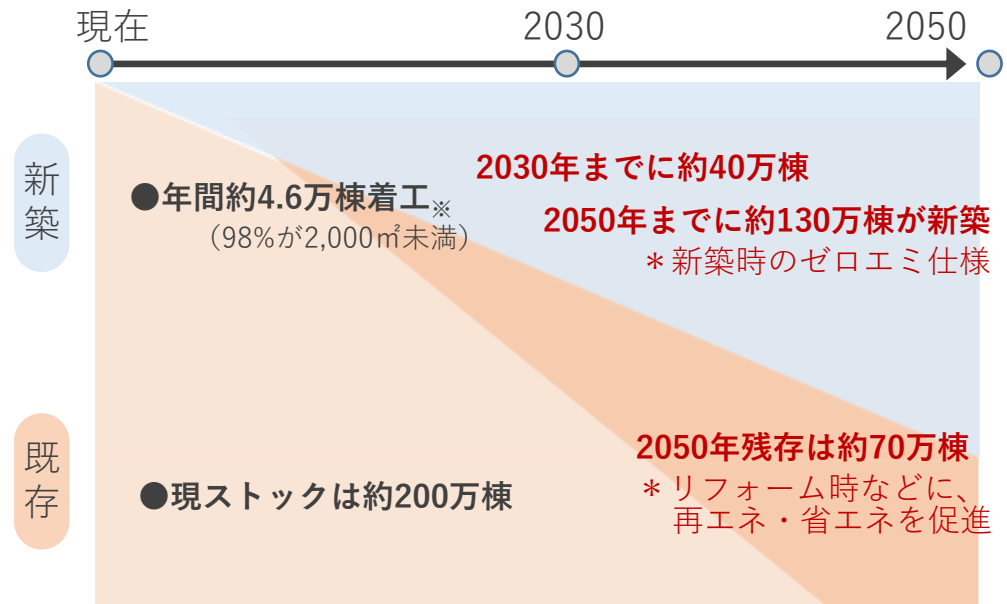 現在 2030 2050
新築
●年間約4.6万棟着工※
（98%が2,000㎡未満）
2030年までに約40万棟
2050年までに約130万棟が新築
＊新築時のゼロエミ仕様
既存
●現ストックは約200万棟
2050年残存は約70万棟
＊リフォーム時などに、
再エネ・省エネを促進